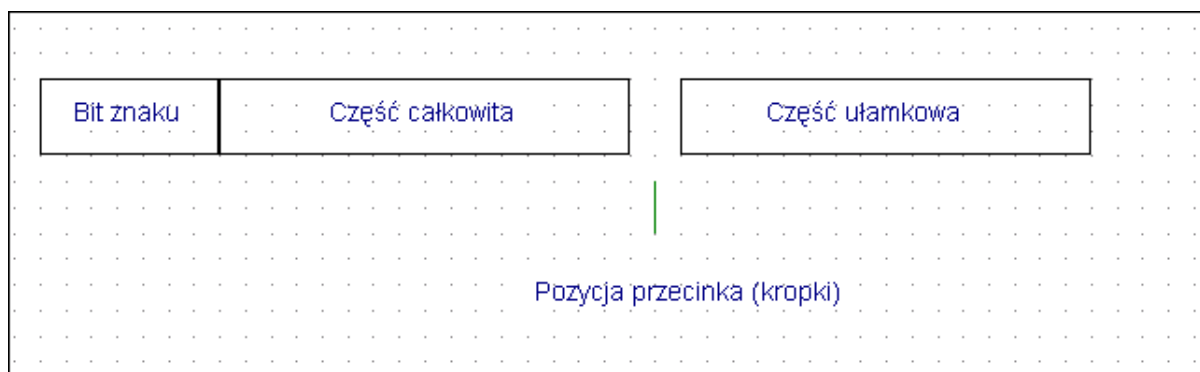 Bit znaku
Część całkowita
Część ułamkowa
Pozycja przecinka (kropki)